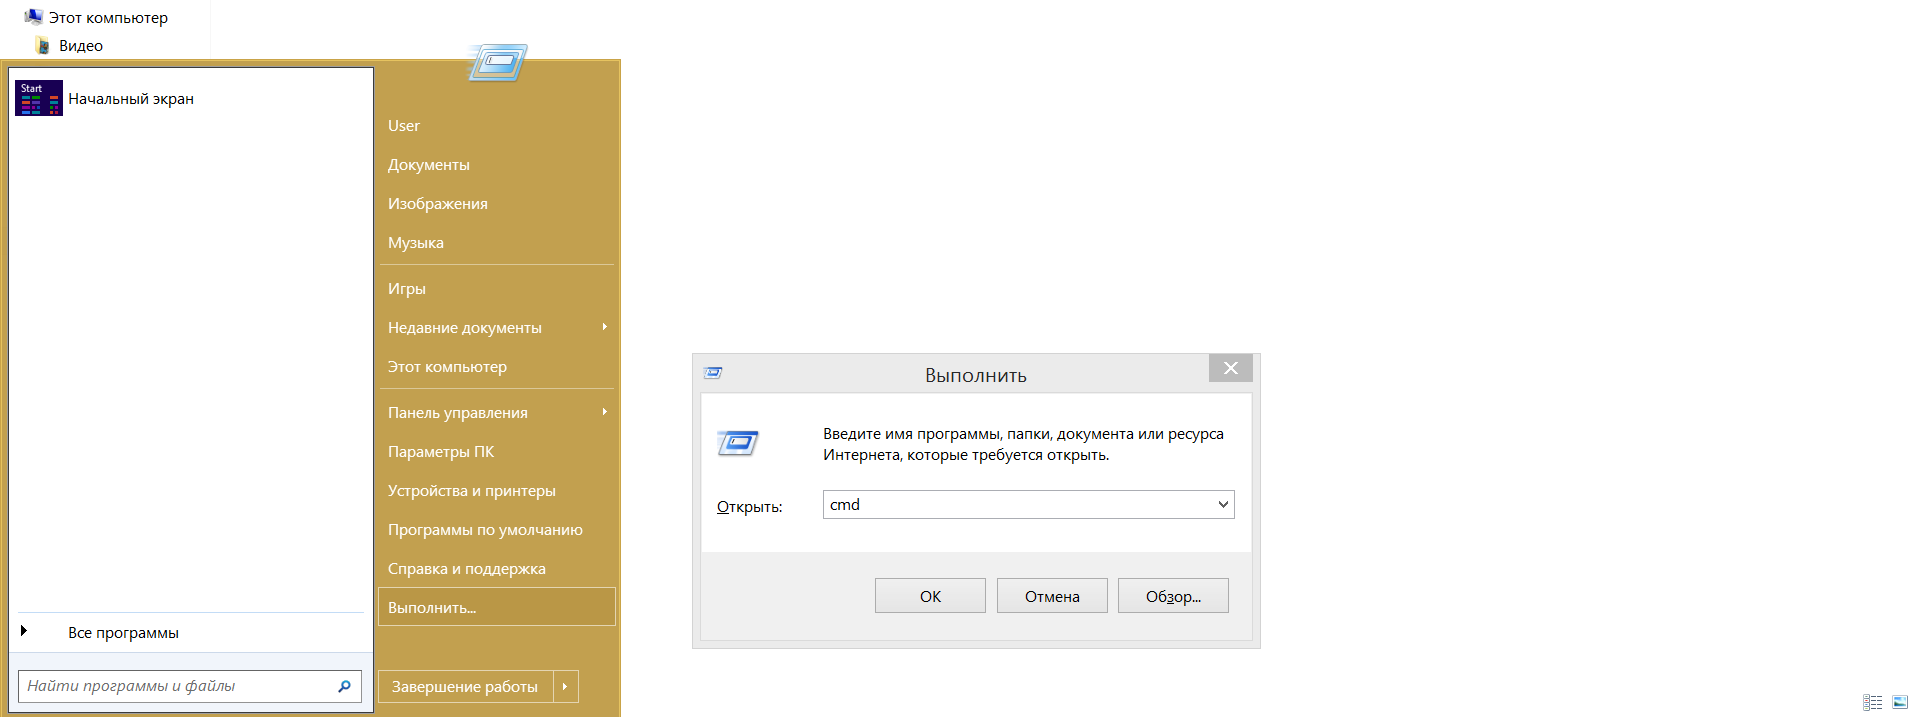 Этот компьютер
Видео
Start
Начальный экран
Все программы
Найти программы и файлы
User
Документы
Изображения
Музыка
Игры
Недавние документы
Этот компьютер
Панель управления
Параметры ПК
Устройства и принтеры
Программы по умолчанию
Справка и поддержка
Выполнить...
Завершение работы
Выполнить
Введите имя программы, папки, документа или ресурса
Интернета, которые требуется открыть.
Открыть:
cmd
ОК
Отмена
Обзор...